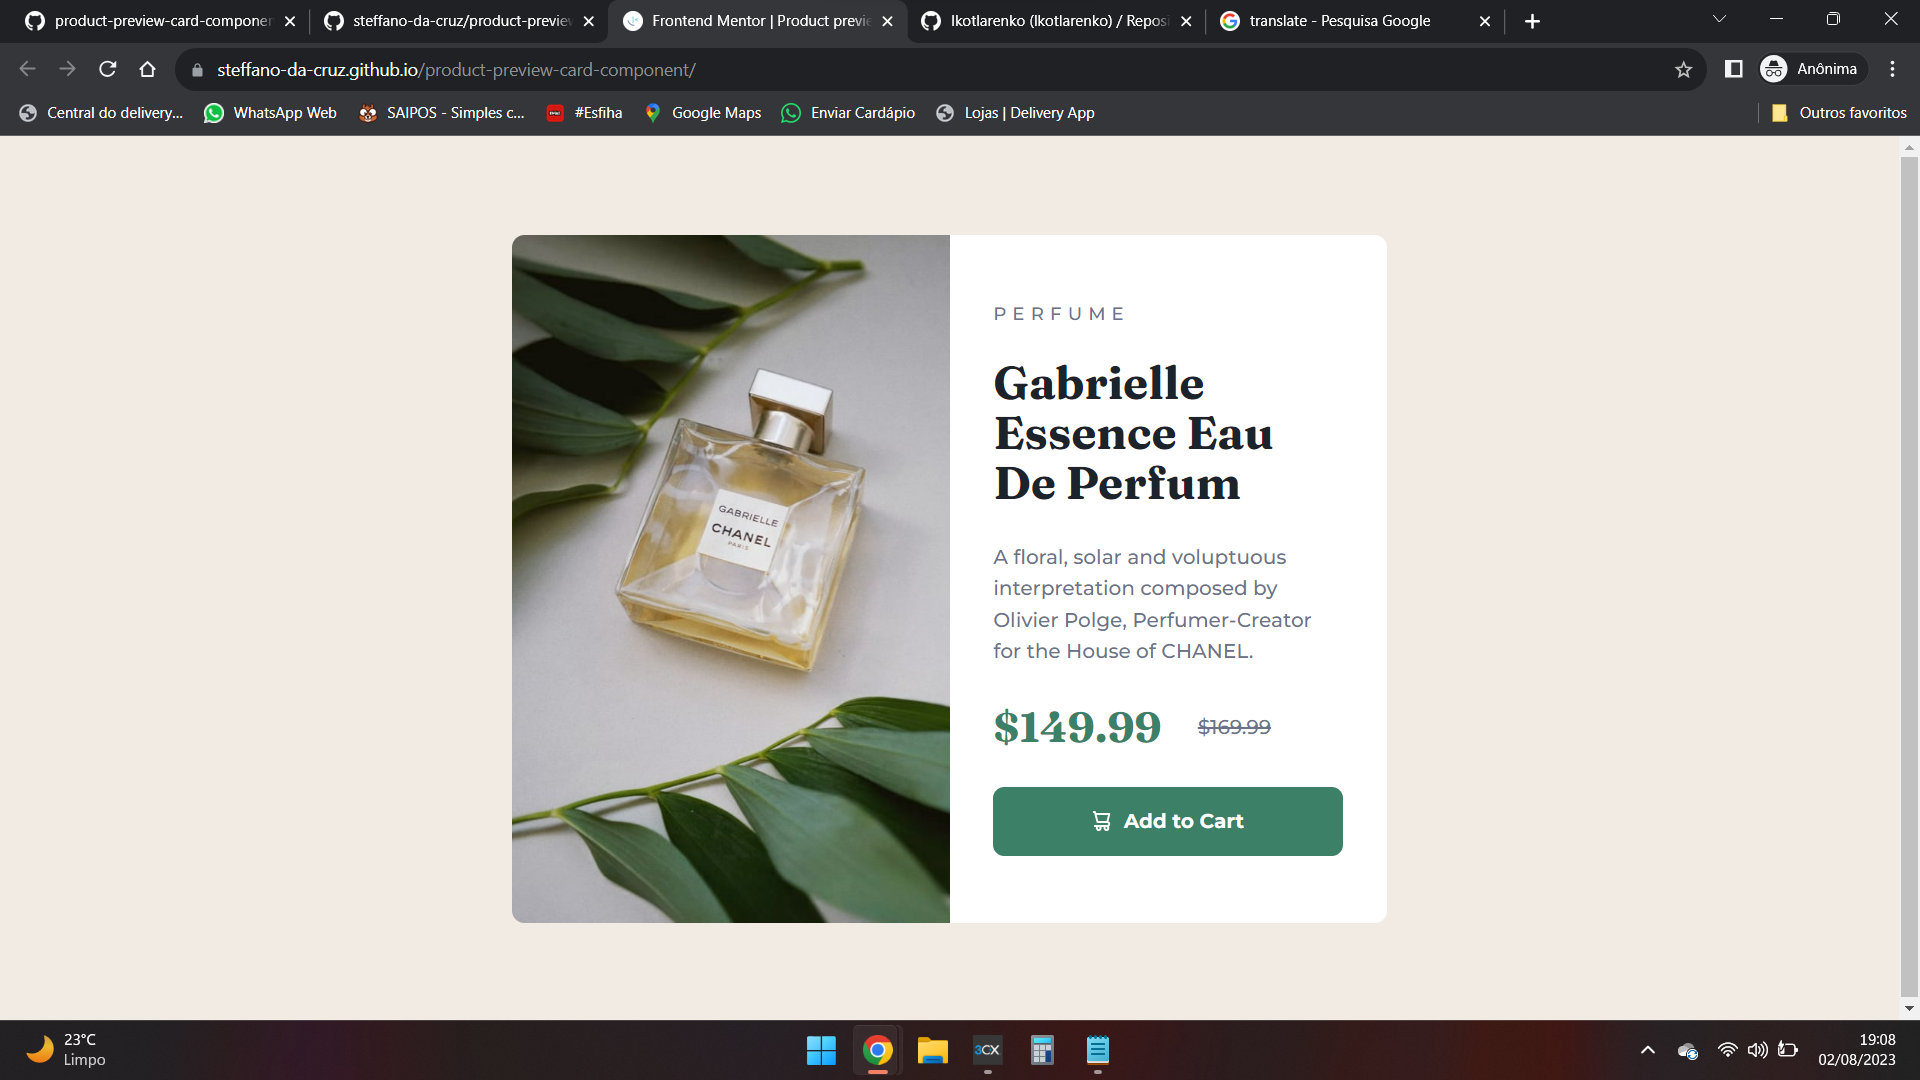 product-preview-card-componen
steffano-da-cruz/product-preview
Frontend Mentor | Product previe
lkotlarenko (lkotlarenko) / Reposi
translate - Pesquisa Google
steffano-da-cruz.github.io/product-preview-card-component/
Anônima
Central do delivery...
WhatsApp Web
SAIPOS - Simples c...
#Esfiha
Google Maps
Enviar Cardápio
Lojas | Delivery App
Outros favoritos
GABRIELLE
CHANEL
PARIS
PERFUME
Gabrielle
Essence Eau
De Perfum
A floral, solar and voluptuous
interpretation composed by
Olivier Polge, Perfumer-Creator
for the House of CHANEL.
$149.99 $169.99
Add to Cart
23°C
Limpo
3CX
19:08
02/08/2023